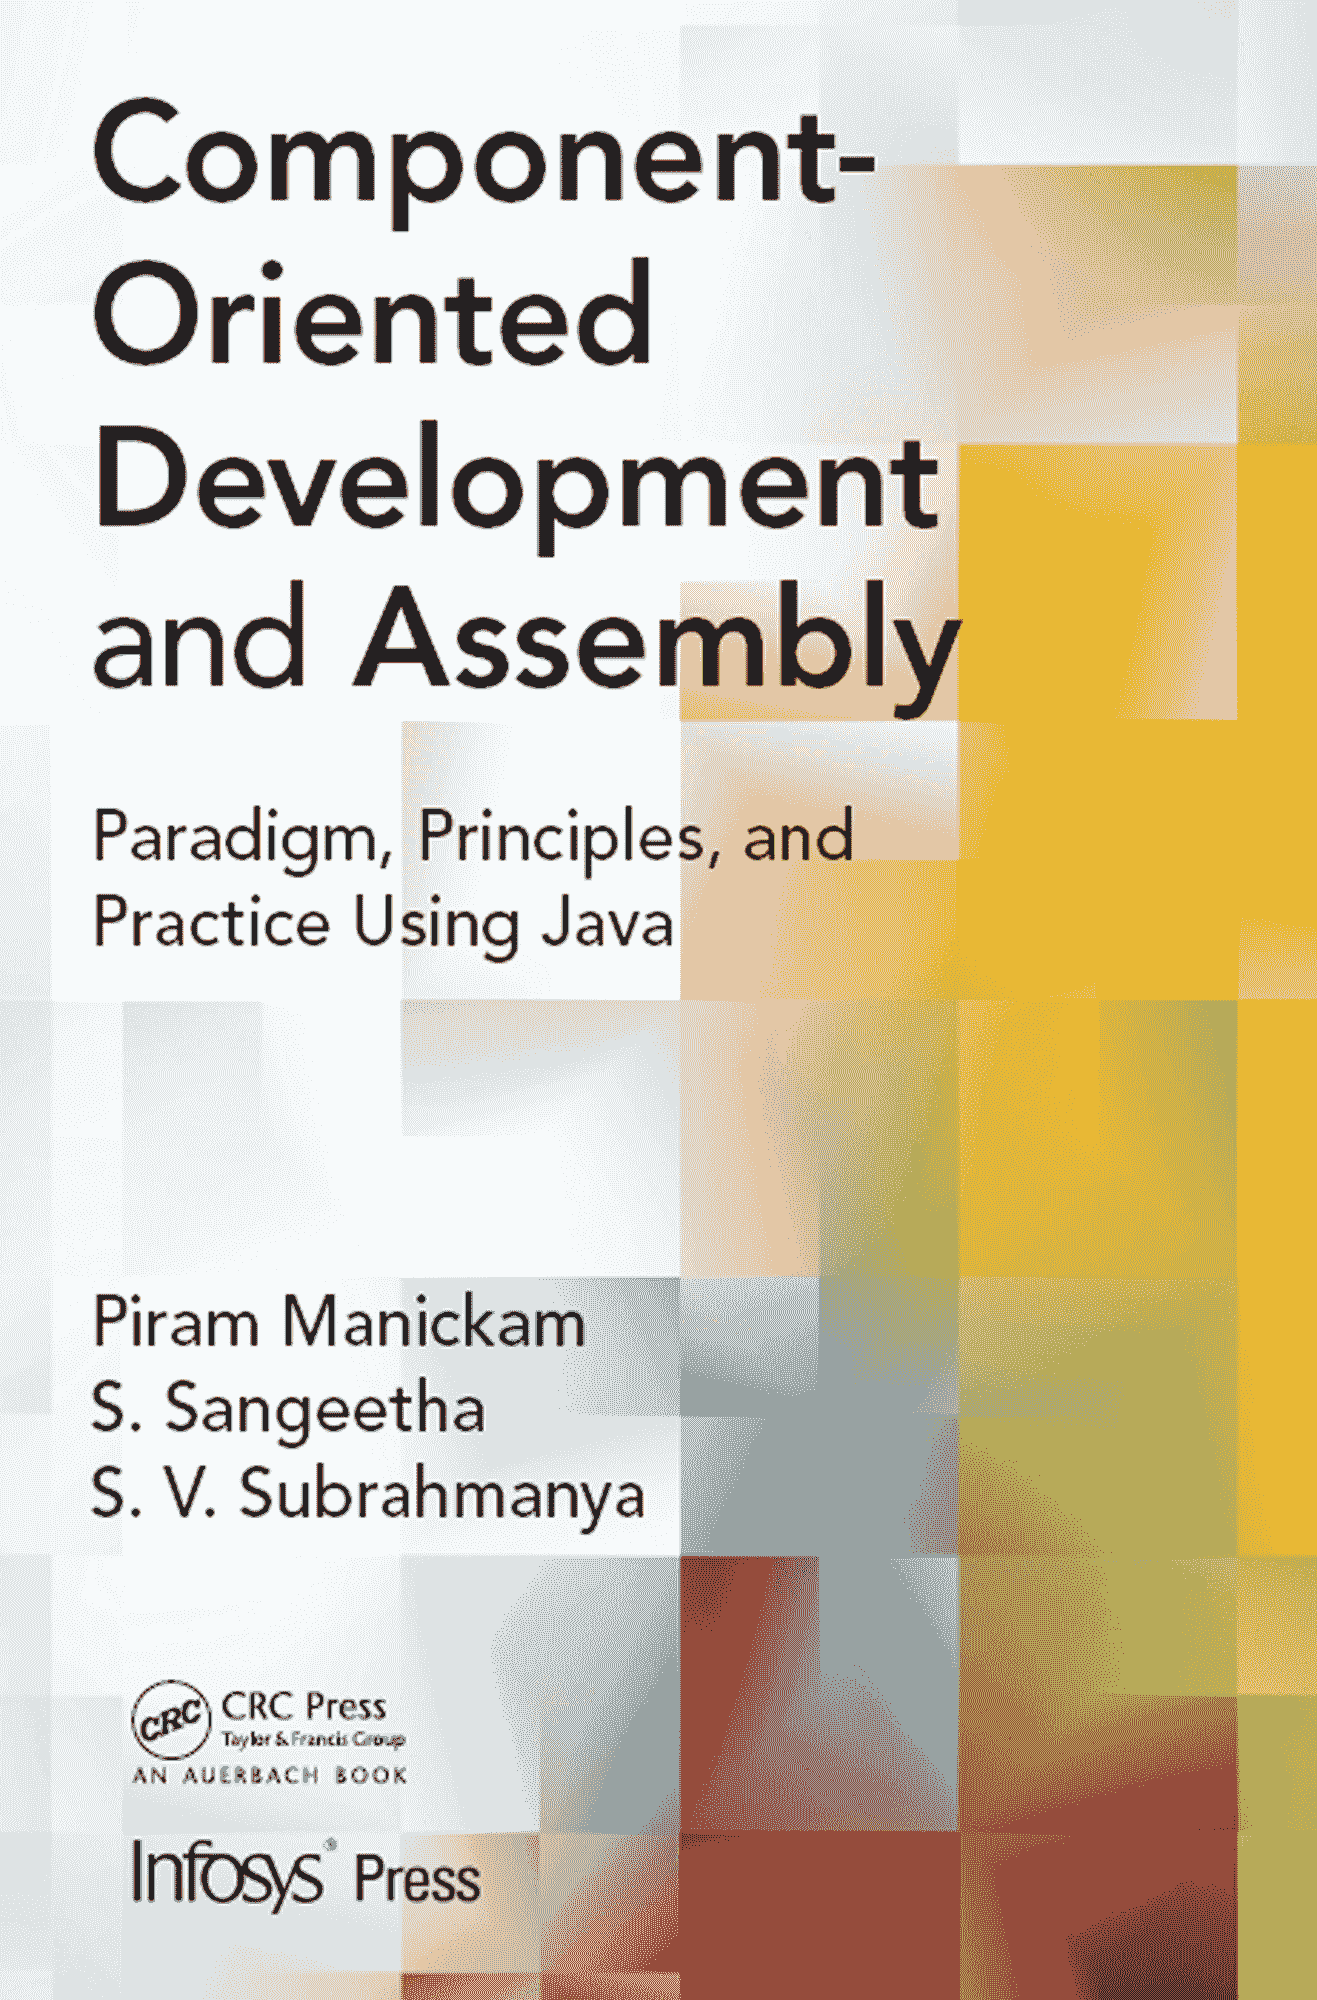 Component-
Oriented
Development
and Assembly
Paradigm, Principles, and
Practice Using Java
Piram Manickam
S. Sangeetha
S. V. Subrahmanya
CRC CRC Press
Taylor & Francis Group
AN AUERBACH BOOK
Infosys® Press